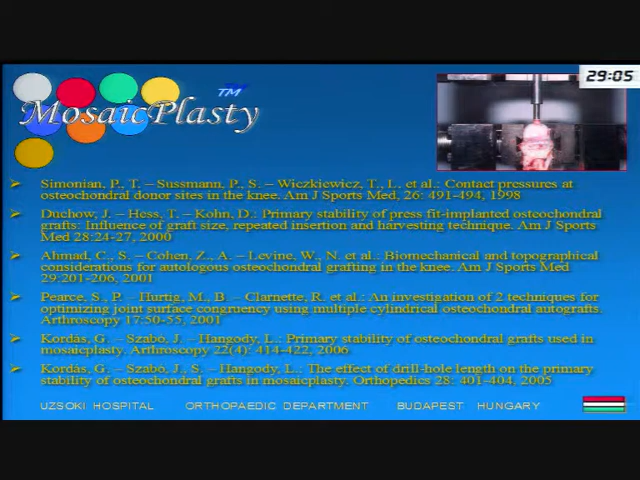 29:05
MosaicPlasty™
Simonian, P., T. – Sussmann, P., S. – Wiczkiewicz, T., L. et al.: Contact pressures at
osteochondral donor sites in the knee. Am J Sports Med, 26: 491-494, 1998
Duchow, J. – Hess, T. – Kohn, D.: Primary stability of press fit-implanted osteochondral
grafts: Influence of graft size, repeated insertion and harvesting technique. Am J Sports
Med 28:24-27, 2000
Ahmad, C., S. – Cohen, Z., A. – Levine, W., N. et al.: Biomechanical and topographical
considerations for autologous osteochondral grafting in the knee. Am J Sports Med
29:201-206, 2001
Pearce, S., P. – Hurtig, M., B. – Clarnette, R. et al.: An investigation of 2 techniques for
optimizing joint surface congruency using multiple cylindrical osteochondral autografts.
Arthroscopy 17:50-55, 2001
Kordás, G. – Szabó, J. – Hangody, L.: Primary stability of osteochondral grafts used in
mosaicplasty. Arthroscopy 22(4): 414-422, 2006
Kordás, G. – Szabó, J., S. – Hangody, L.: The effect of drill-hole length on the primary
stability of osteochondral grafts in mosaicplasty. Orthopedics 28: 401-404, 2005
UZSOKI HOSPITAL ORTHOPAEDIC DEPARTMENT BUDAPEST HUNGARY